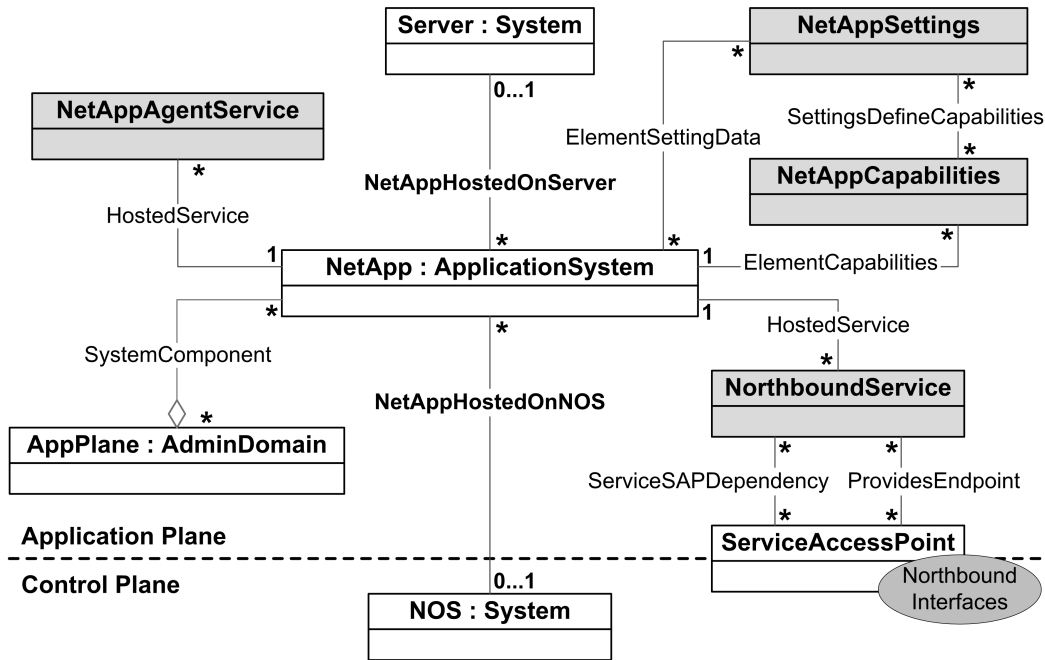 Server : System
NetAppSettings
*
0...1
*
NetAppAgentService
SettingsDefineCapabilities
ElementSettingData
*
*
NetAppHostedOnServer
NetAppCapabilities
HostedService
*
*
*
1
1
NetApp : ApplicationSystem
ElementCapabilities
*
*
1
HostedService
SystemComponent
*
NetAppHostedOnNOS
NorthboundService
*
AppPlane : AdminDomain
*
*
ServiceSAPDependency
ProvidesEndpoint
*
*
Application Plane
ServiceAccessPoint
Control Plane
0...1
Northbound
Interfaces
NOS : System